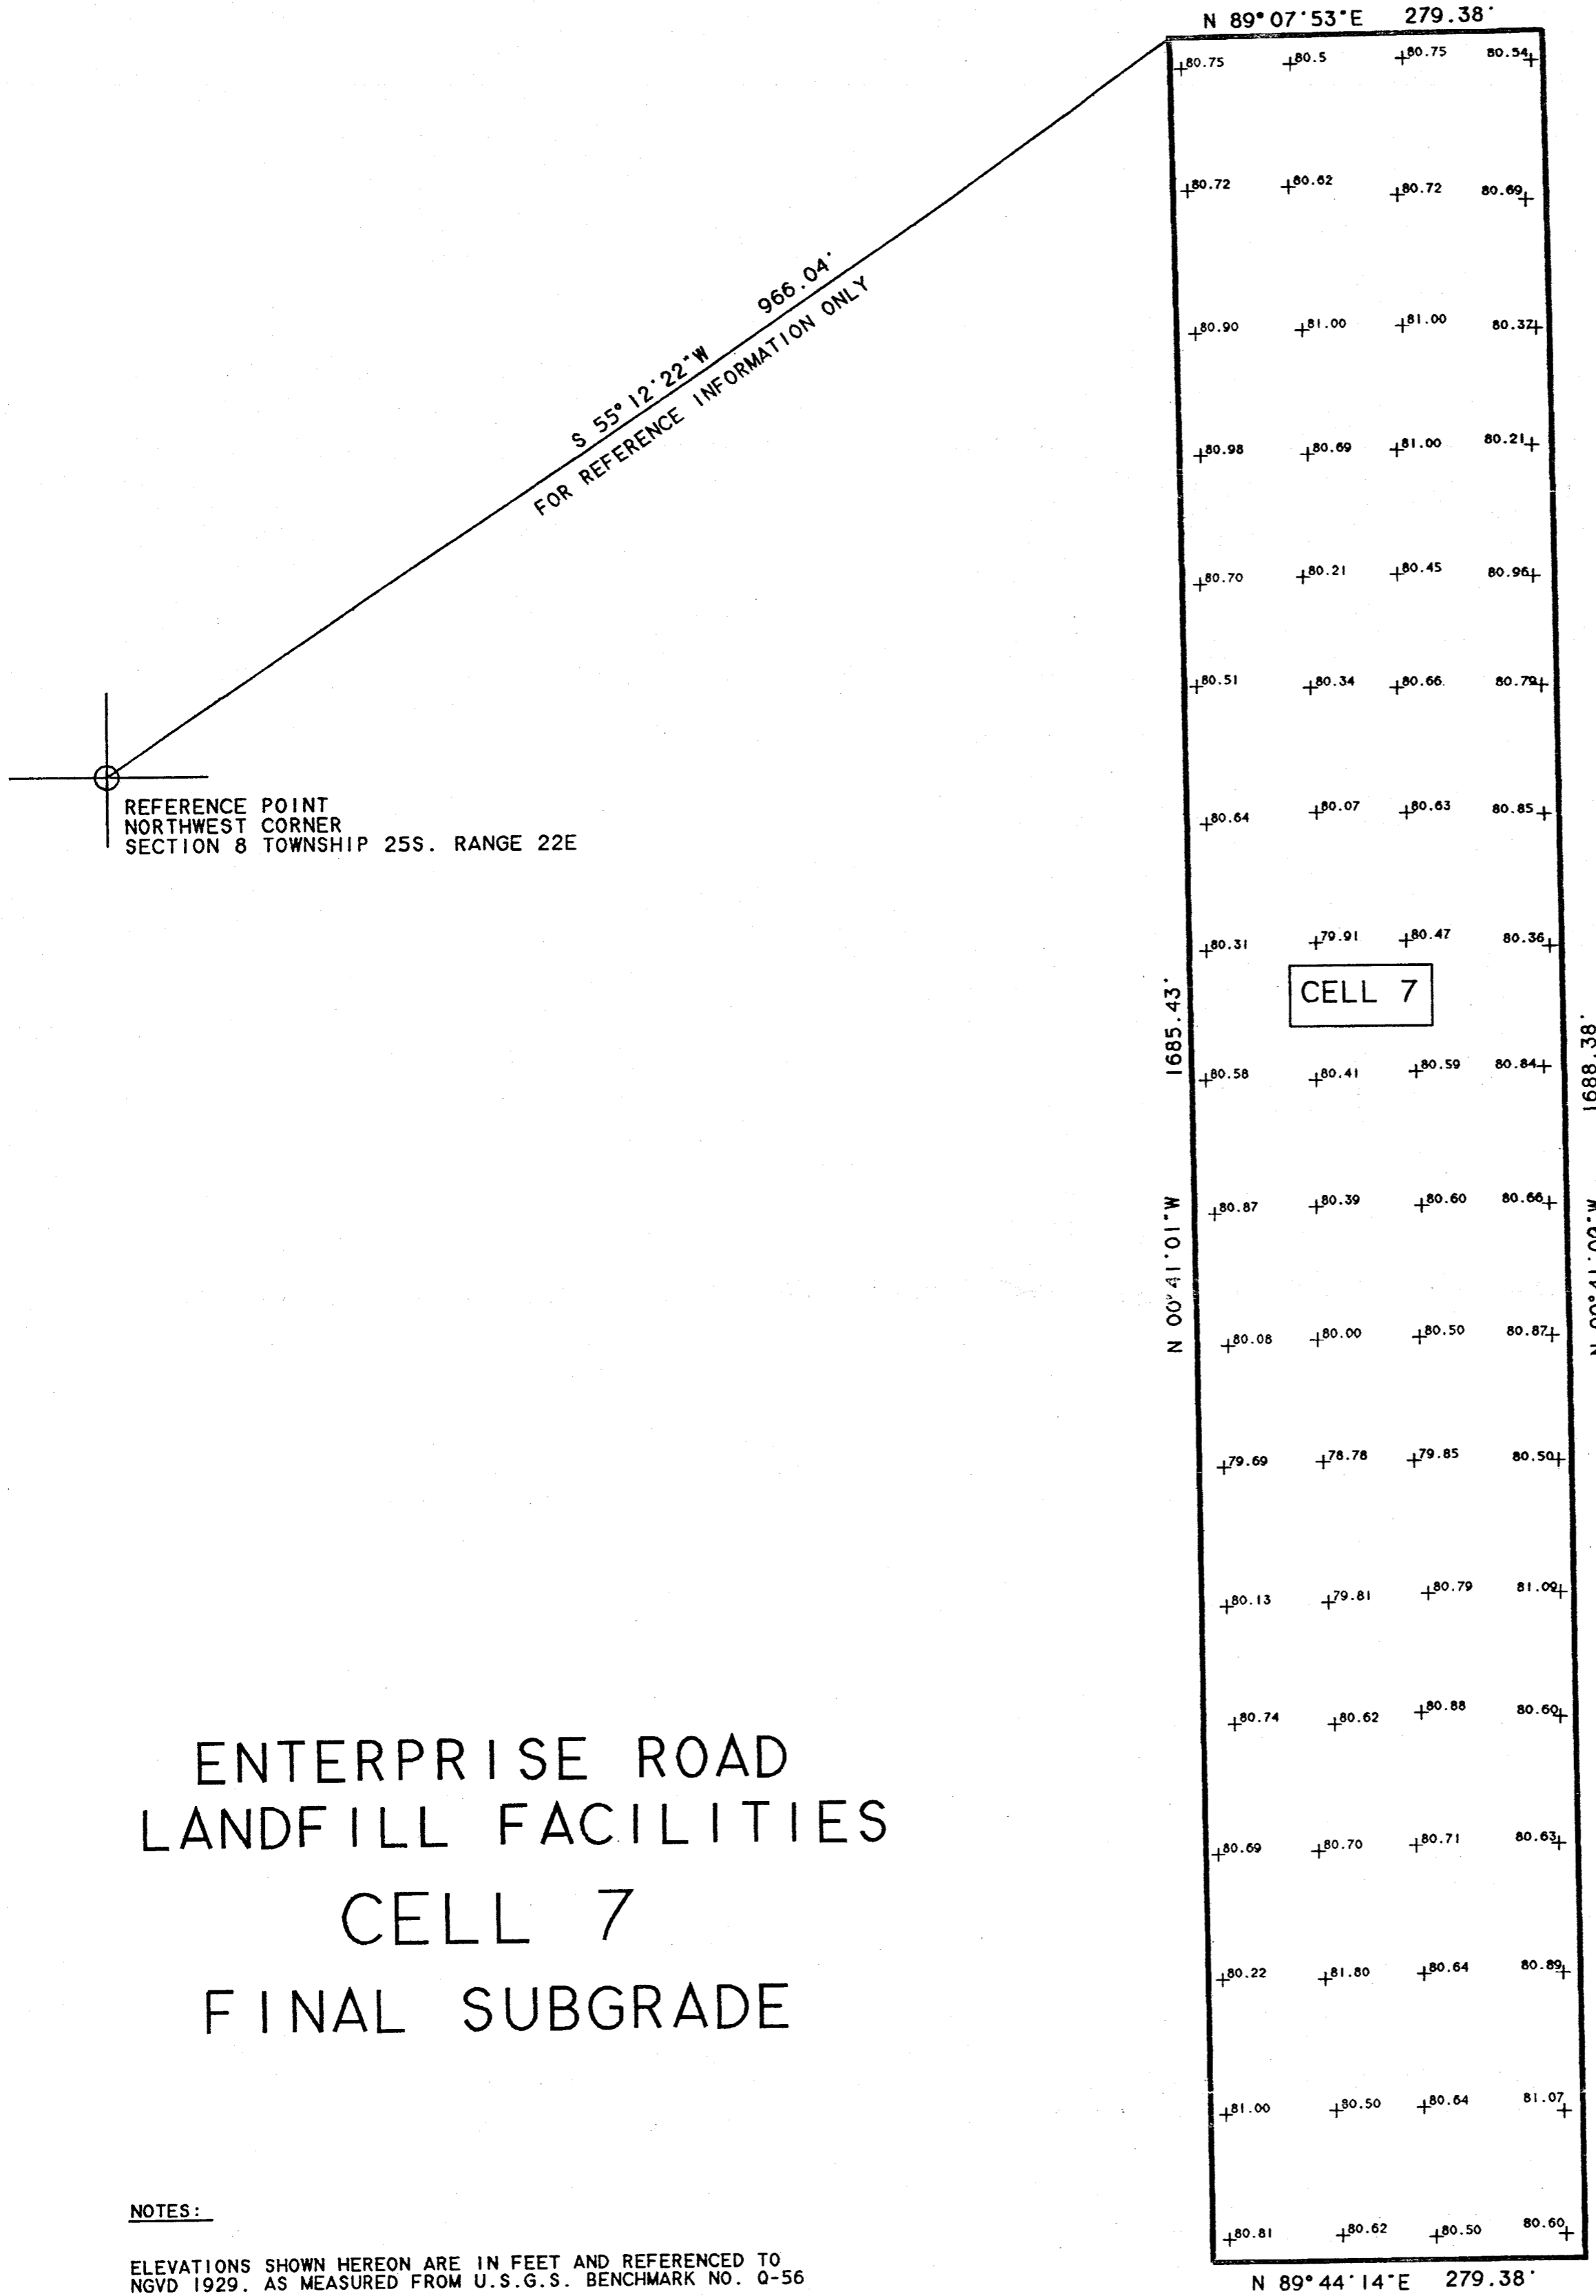 N 89°07'53"E 279.38'
+80.75 +80.5 +80.75 80.54+
+80.72 +80.62 +80.72 80.69+
S 55°12'22"W 966.04'
FOR REFERENCE INFORMATION ONLY
+80.90 +81.00 +81.00 80.37+
+80.98 +80.69 +81.00 80.21+
+80.70 +80.21 +80.45 80.96+
+80.51 +80.34 +80.66 80.79+
REFERENCE POINT
NORTHWEST CORNER
SECTION 8 TOWNSHIP 25S. RANGE 22E
+80.64 +80.07 +80.63 80.85+
+80.31 +79.91 +80.47 80.36+
CELL 7
N 00°41'01"W 1685.43'
1688.38'
+80.58 +80.41 +80.59 80.84+
+80.87 +80.39 +80.60 80.66+
+80.08 +80.00 +80.50 80.87+
+79.69 +78.78 +79.85 80.50+
+80.13 +79.81 +80.79 81.09+
+80.74 +80.62 +80.88 80.60+
+80.69 +80.70 +80.71 80.63+
+80.22 +81.80 +80.64 80.89+
+81.00 +80.50 +80.64 81.07+
+80.81 +80.62 +80.50 80.60+
N 89°44'14"E 279.38'
ENTERPRISE ROAD
LANDFILL FACILITIES
CELL 7
FINAL SUBGRADE
NOTES:
ELEVATIONS SHOWN HEREON ARE IN FEET AND REFERENCED TO
NGVD 1929. AS MEASURED FROM U.S.G.S. BENCHMARK NO. Q-56